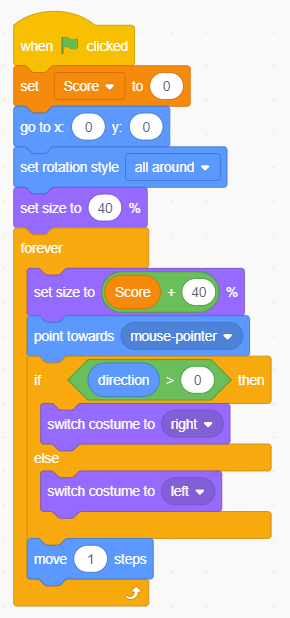 when clicked
set Score to 0
go to x: 0 y: 0
set rotation style all around
set size to 40 %
forever
set size to Score + 40 %
point towards mouse-pointer
if direction > 0 then
switch costume to right
else
switch costume to left
move 1 steps